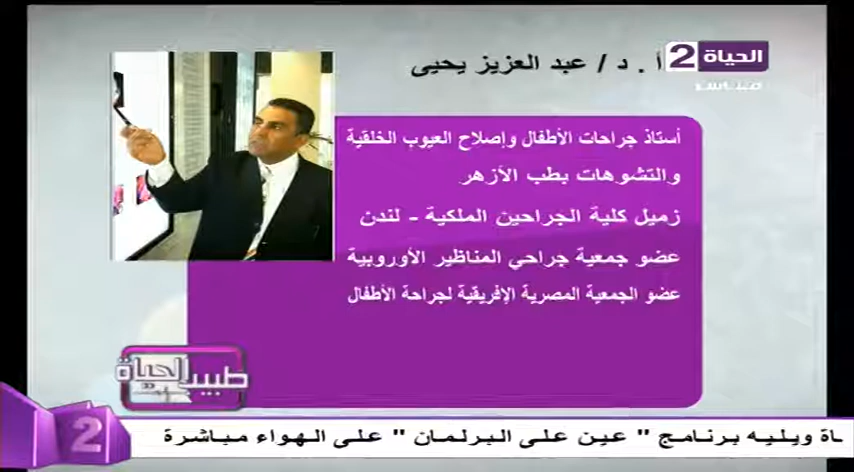 أ . د / عبد العزيز يحيى
الحياة 2
مباشر
أستاذ جراحات الأطفال وإصلاح العيوب الخلقية
والتشوهات بطب الأزهر
زميل كلية الجراحين الملكية - لندن
عضو جمعية جراحي المناظير الأوروبية
عضو الجمعية المصرية الإفريقية لجراحة الأطفال
طبيب الحياة
2
ـاة ويليه برنامج " عين على البرلمان " على الهواء مباشرة